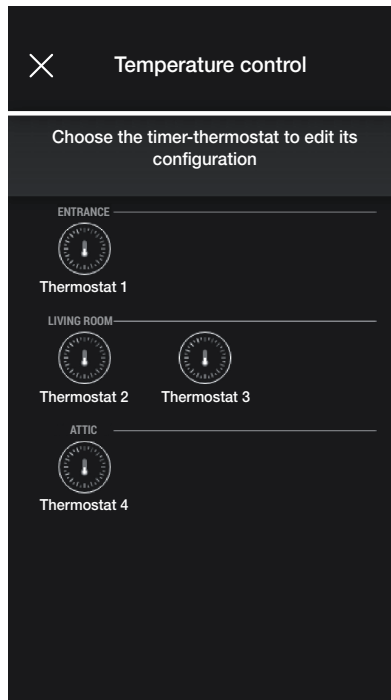 Temperature control
Choose the timer-thermostat to edit its
configuration
ENTRANCE
Thermostat 1
LIVING ROOM
Thermostat 2 Thermostat 3
ATTIC
Thermostat 4